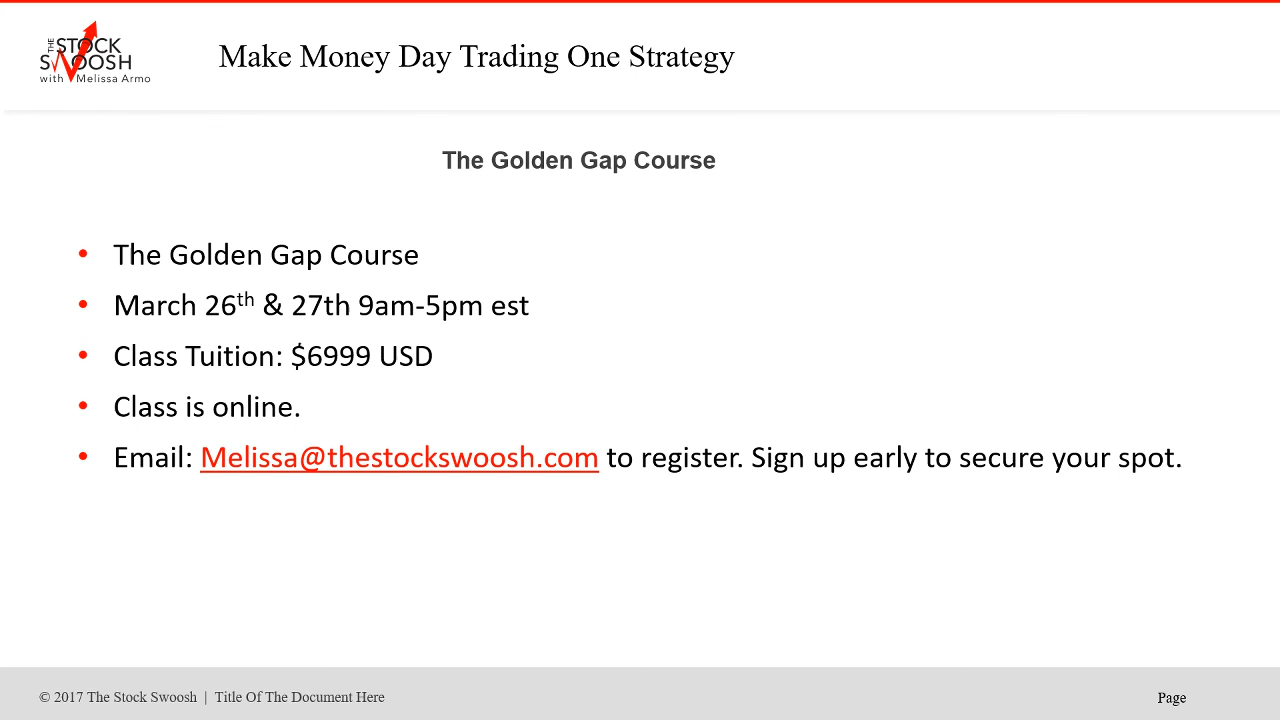 THE STOCK
SWOOSH
with Melissa Armo
Make Money Day Trading One Strategy
The Golden Gap Course
• The Golden Gap Course
• March 26th & 27th 9am-5pm est
• Class Tuition: $6999 USD
• Class is online.
• Email: Melissa@thestockswoosh.com to register. Sign up early to secure your spot.
© 2017 The Stock Swoosh | Title Of The Document Here
Page